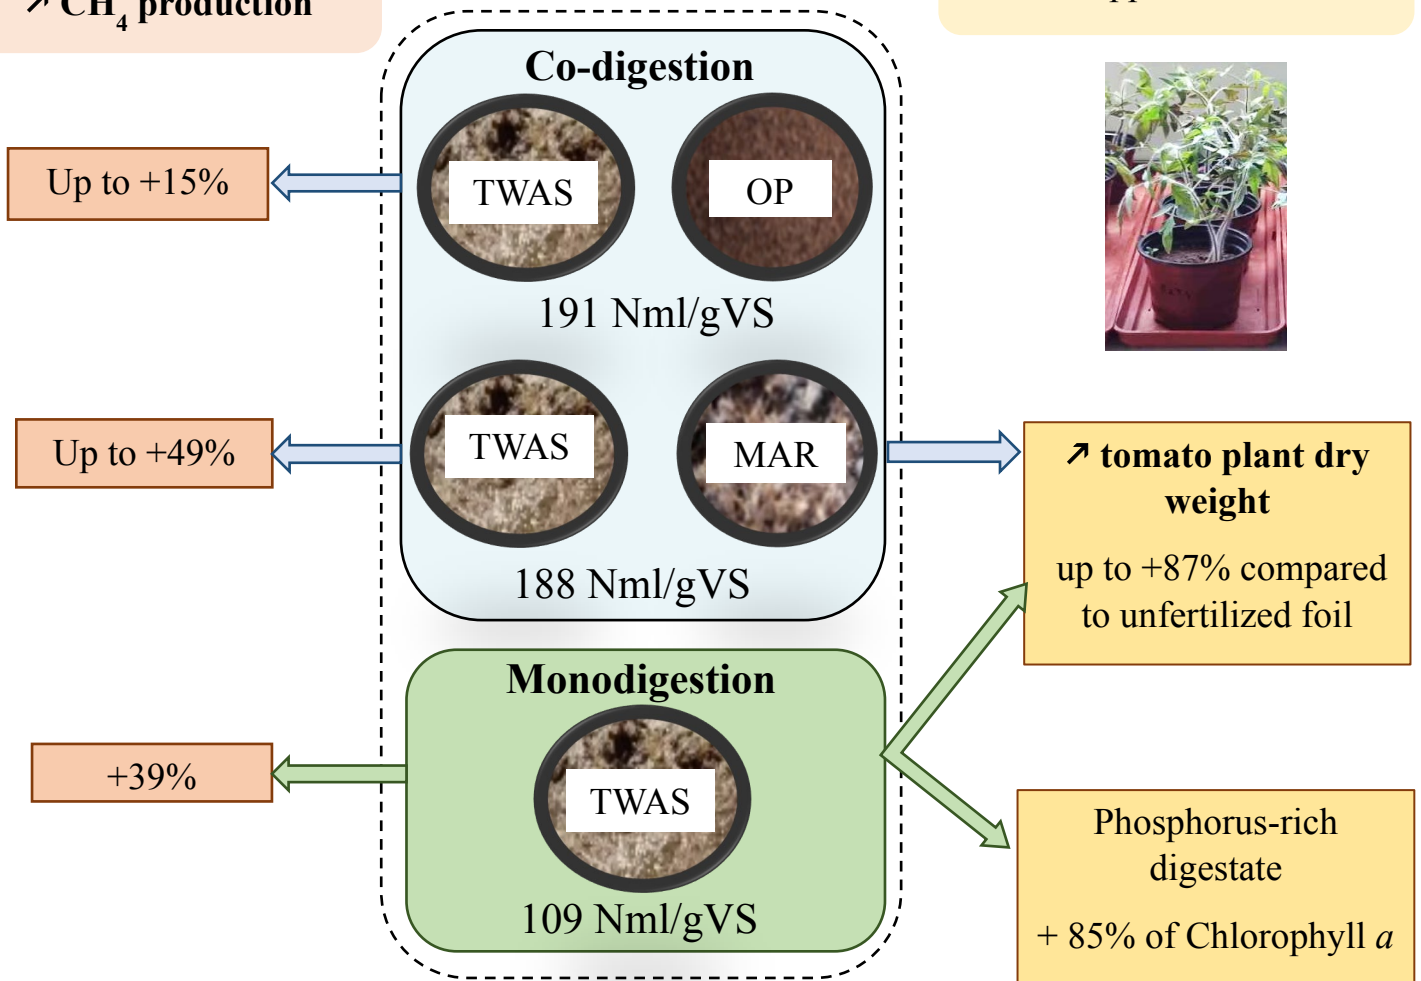 ↗ CH₄ production
Co-digestion
Up to +15%
TWAS
OP
191 Nml/gVS
Up to +49%
TWAS
MAR
188 Nml/gVS
↗ tomato plant dry
weight
up to +87% compared
to unfertilized foil
Monodigestion
+39%
TWAS
109 Nml/gVS
Phosphorus-rich
digestate
+ 85% of Chlorophyll a